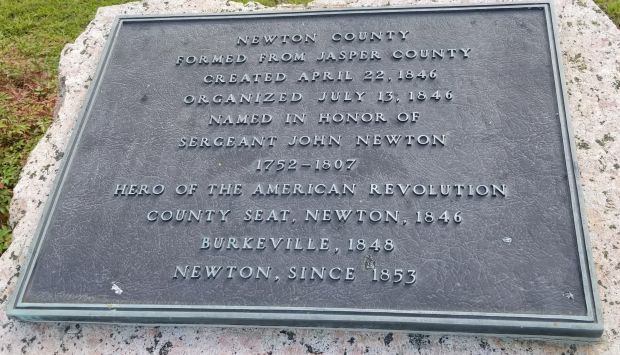 NEWTON COUNTY
FORMED FROM JASPER COUNTY
CREATED APRIL 22, 1846
ORGANIZED JULY 13, 1846
NAMED IN HONOR OF
SERGEANT JOHN NEWTON
1752-1807
HERO OF THE AMERICAN REVOLUTION
COUNTY SEAT, NEWTON, 1846
BURKEVILLE, 1848
NEWTON, SINCE 1853